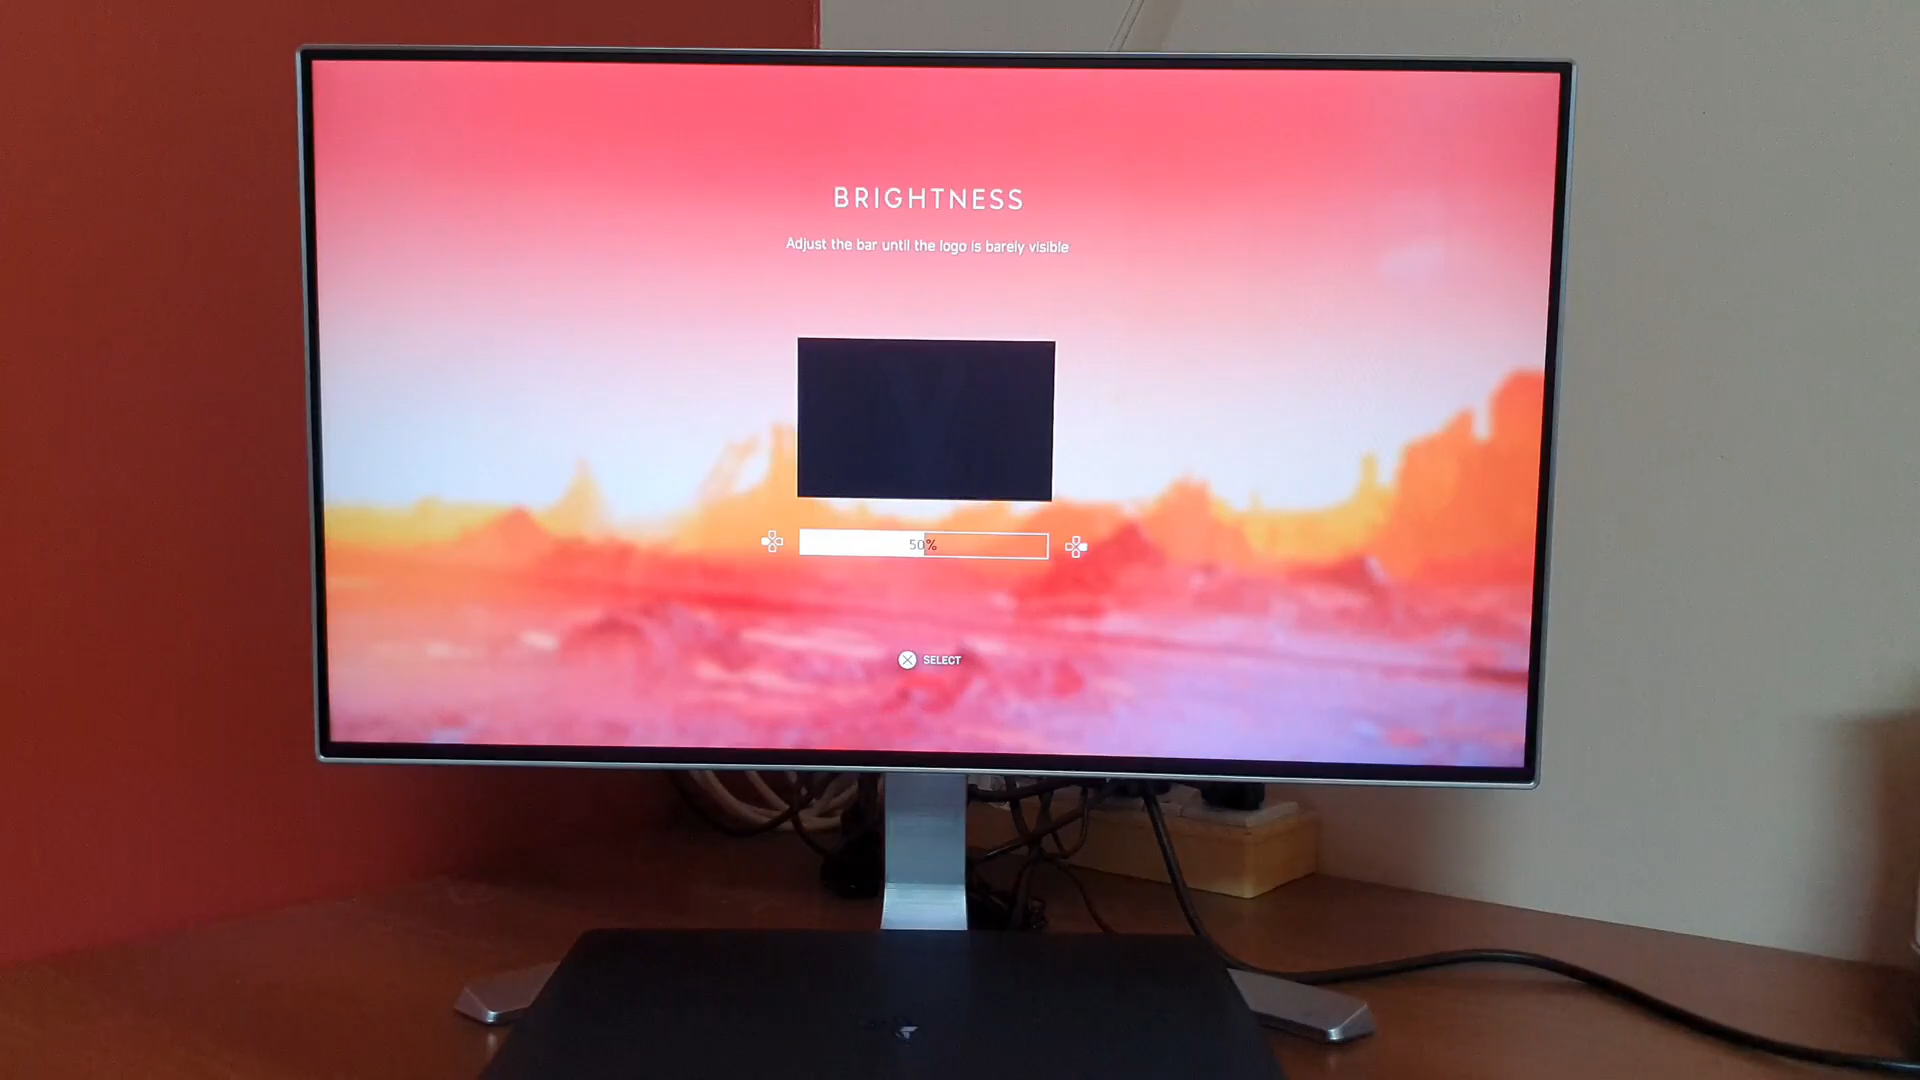 BRIGHTNESS
Adjust the bar until the logo is barely visible
50%
SELECT